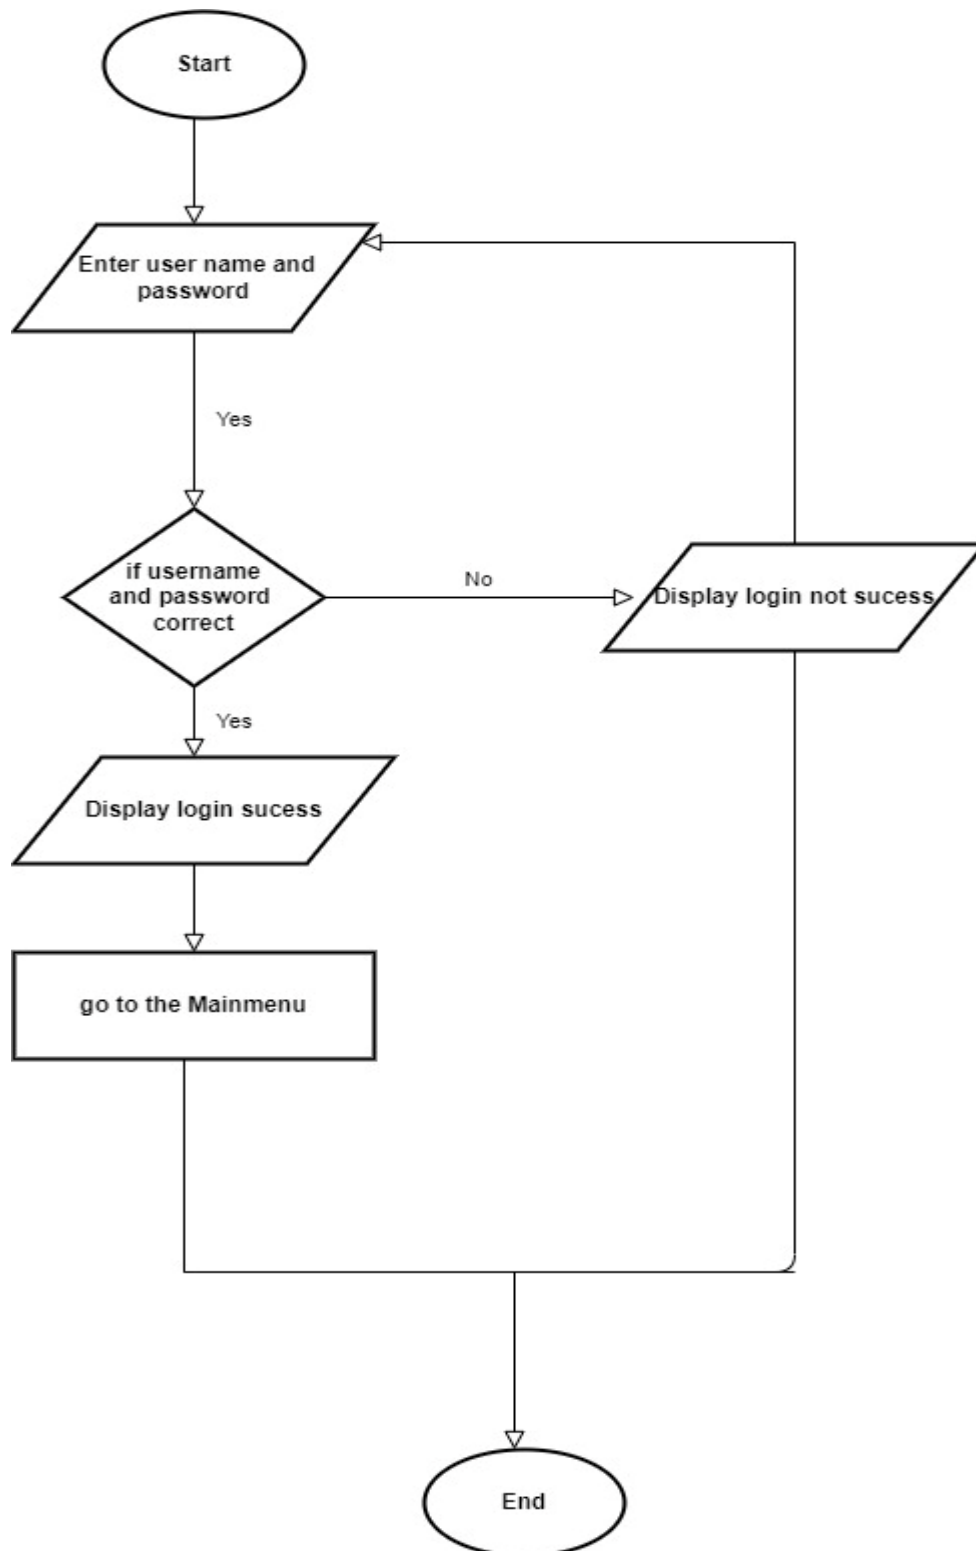 Start
Enter user name and
password
Yes
if username
and password
correct
No
Display login not sucess
Yes
Display login sucess
go to the Mainmenu
End